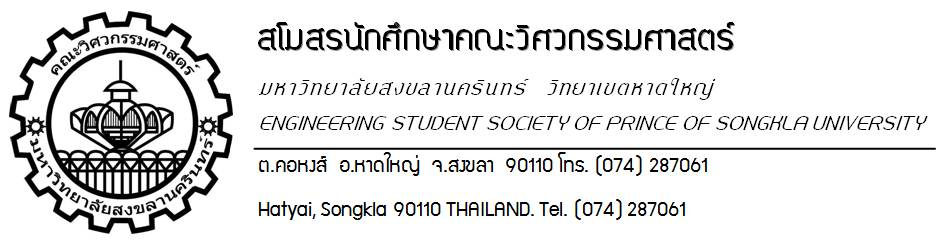 คณะวิศวกรรมศาสตร์
มหาวิทยาลัยสงขลานครินทร์
สโมสรนักศึกษาคณะวิศวกรรมศาสตร์
มหาวิทยาลัยสงขลานครินทร์ วิทยาเขตหาดใหญ่
ENGINEERING STUDENT SOCIETY OF PRINCE OF SONGKLA UNIVERSITY
ต.คอหงส์ อ.หาดใหญ่ จ.สงขลา 90110 โทร. (074) 287061
Hatyai, Songkla 90110 THAILAND. Tel. (074) 287061